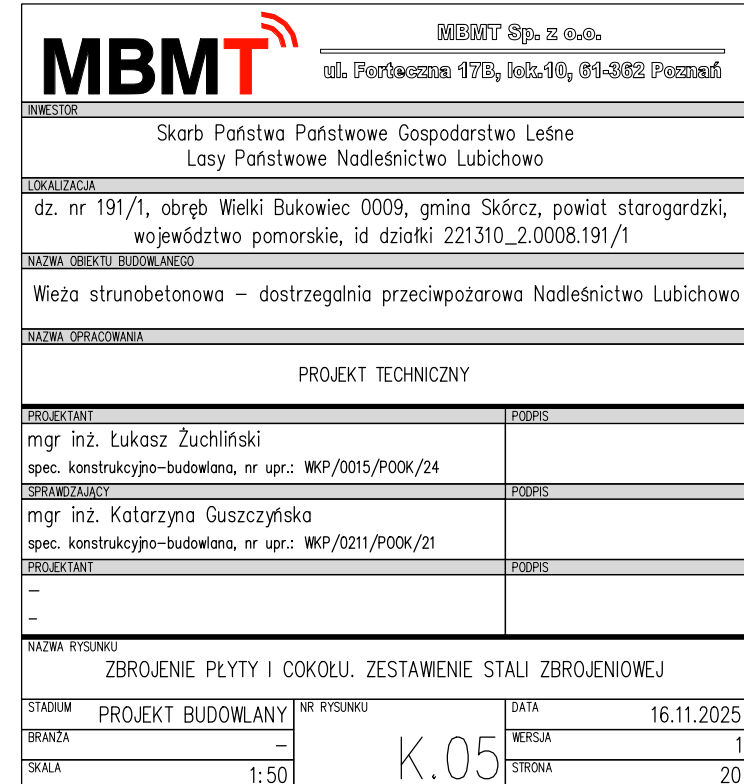 MBMT
MBMT Sp. z o.o.
ul. Forteczna 17B, lok.10, 61-362 Poznań
INWESTOR
Skarb Państwa Państwowe Gospodarstwo Leśne
Lasy Państwowe Nadleśnictwo Lubichowo
LOKALIZACJA
dz. nr 191/1, obręb Wielki Bukowiec 0009, gmina Skórcz, powiat starogardzki,
województwo pomorskie, id działki 221310_2.0008.191/1
NAZWA OBIEKTU BUDOWLANEGO
Wieża strunobetonowa – dostrzegalnia przeciwpożarowa Nadleśnictwo Lubichowo
NAZWA OPRACOWANIA
PROJEKT TECHNICZNY
PROJEKTANT PODPIS
mgr inż. Łukasz Żuchliński
spec. konstrukcyjno–budowlana, nr upr.: WKP/0015/POOK/24
SPRAWDZAJĄCY PODPIS
mgr inż. Katarzyna Guszczyńska
spec. konstrukcyjno–budowlana, nr upr.: WKP/0211/POOK/21
PROJEKTANT PODPIS
–
–
NAZWA RYSUNKU
ZBROJENIE PŁYTY I COKOŁU. ZESTAWIENIE STALI ZBROJENIOWEJ
STADIUM PROJEKT BUDOWLANY NR RYSUNKU DATA 16.11.2025
BRANŻA – K.05 WERSJA 1
SKALA 1:50 STRONA 20